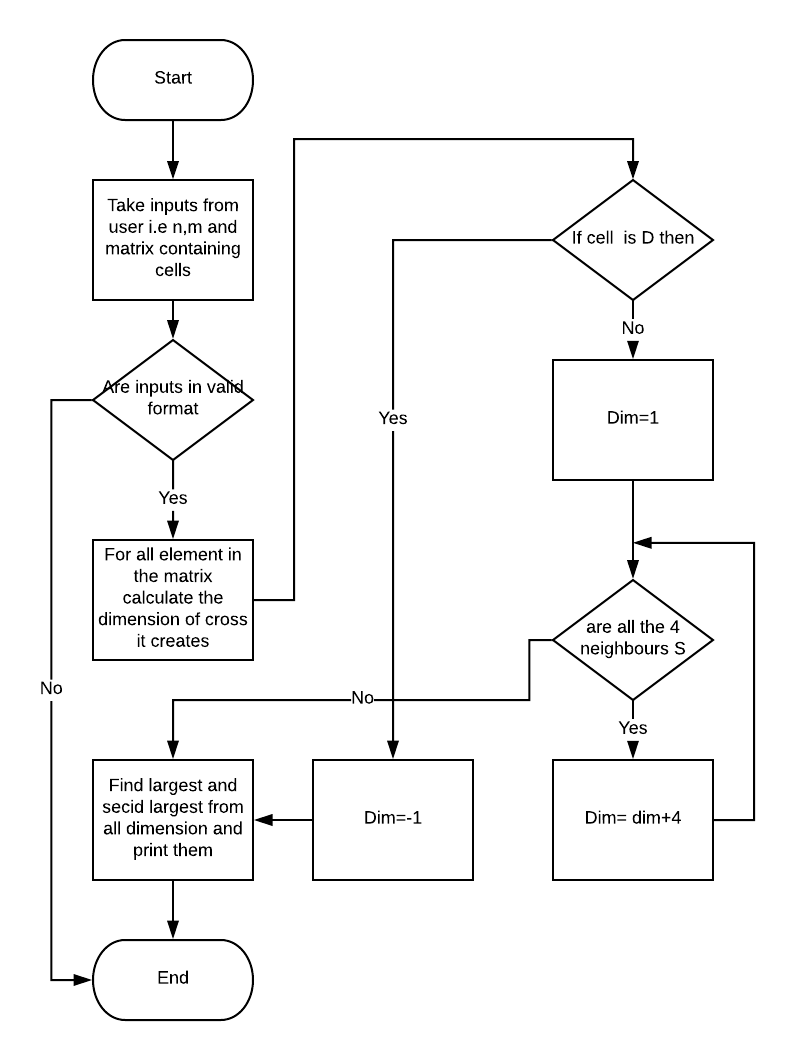 Start
Take inputs from
user i.e n,m and
matrix containing
cells
Are inputs in valid
format
Yes
For all element in
the matrix
calculate the
dimension of cross
it creates
No
If cell is D then
No
Yes
Dim=1
are all the 4
neighbours S
No
Yes
Find largest and
secid largest from
all dimension and
print them
Dim=-1
Dim= dim+4
End